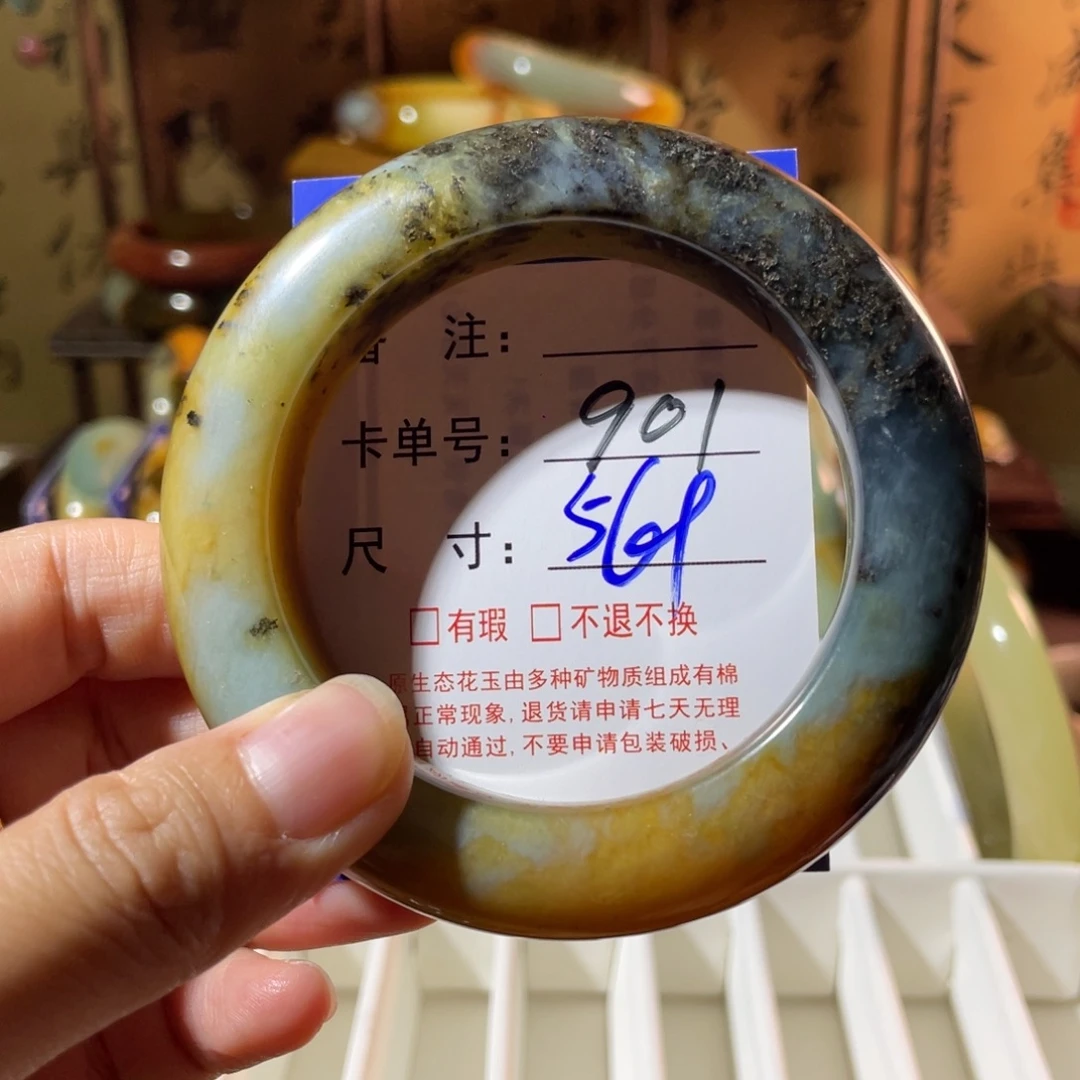 注：
卡单号： 901
尺 寸： 569
□有瑕 □不退不换
原生态花玉由多种矿物质组成有棉
正常现象，退货请申请七天无理
自动通过，不要申请包装破损、